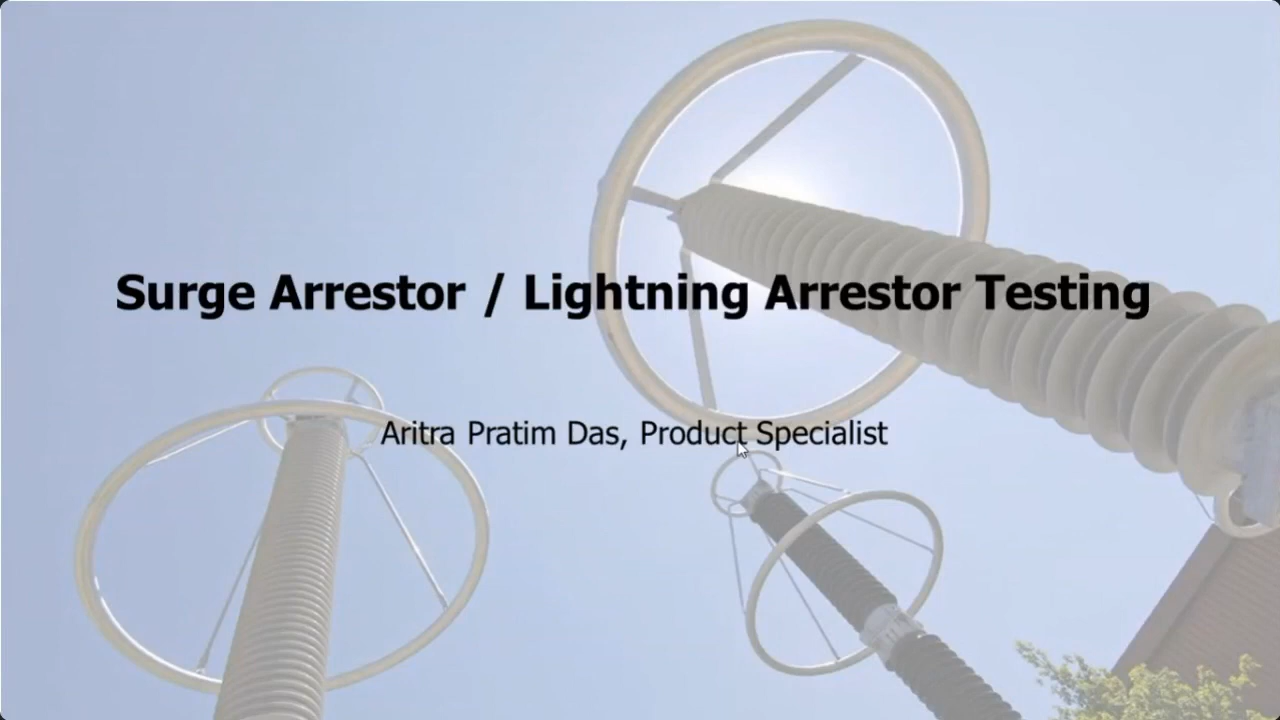 Surge Arrestor / Lightning Arrestor Testing
Aritra Pratim Das, Product Specialist